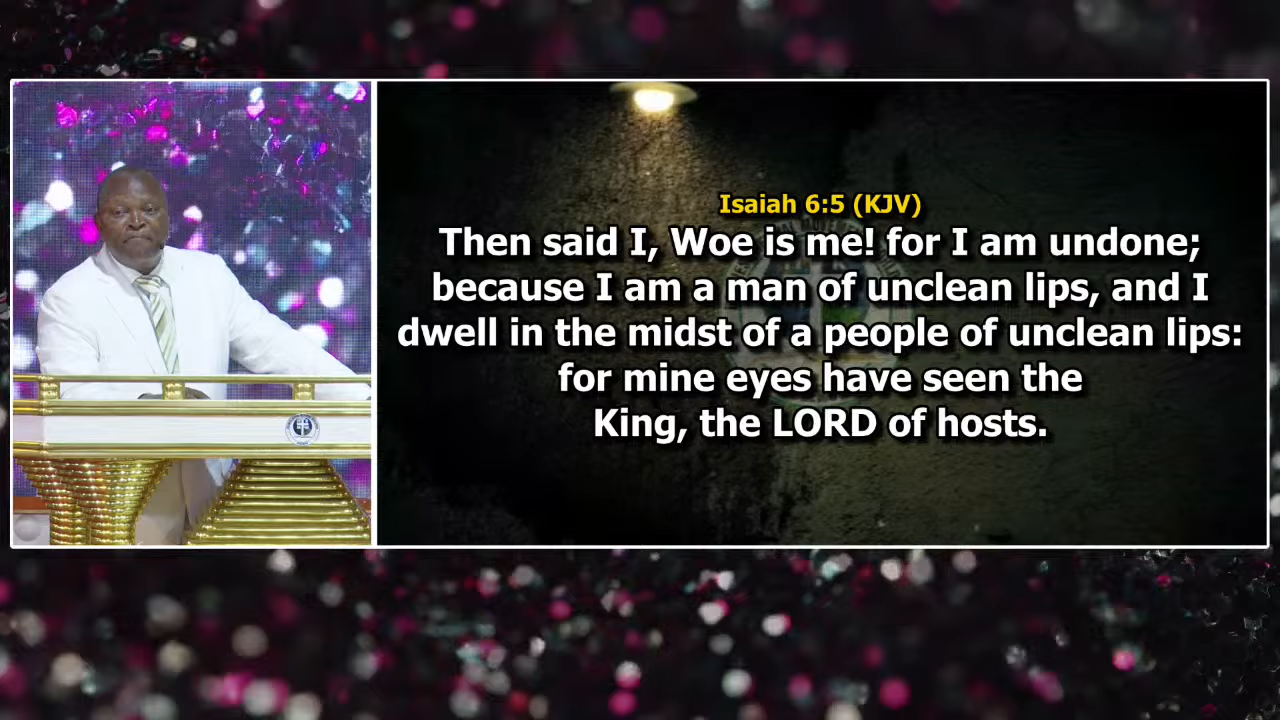 Isaiah 6:5 (KJV)
Then said I, Woe is me! for I am undone;
because I am a man of unclean lips, and I
dwell in the midst of a people of unclean lips:
for mine eyes have seen the
King, the LORD of hosts.